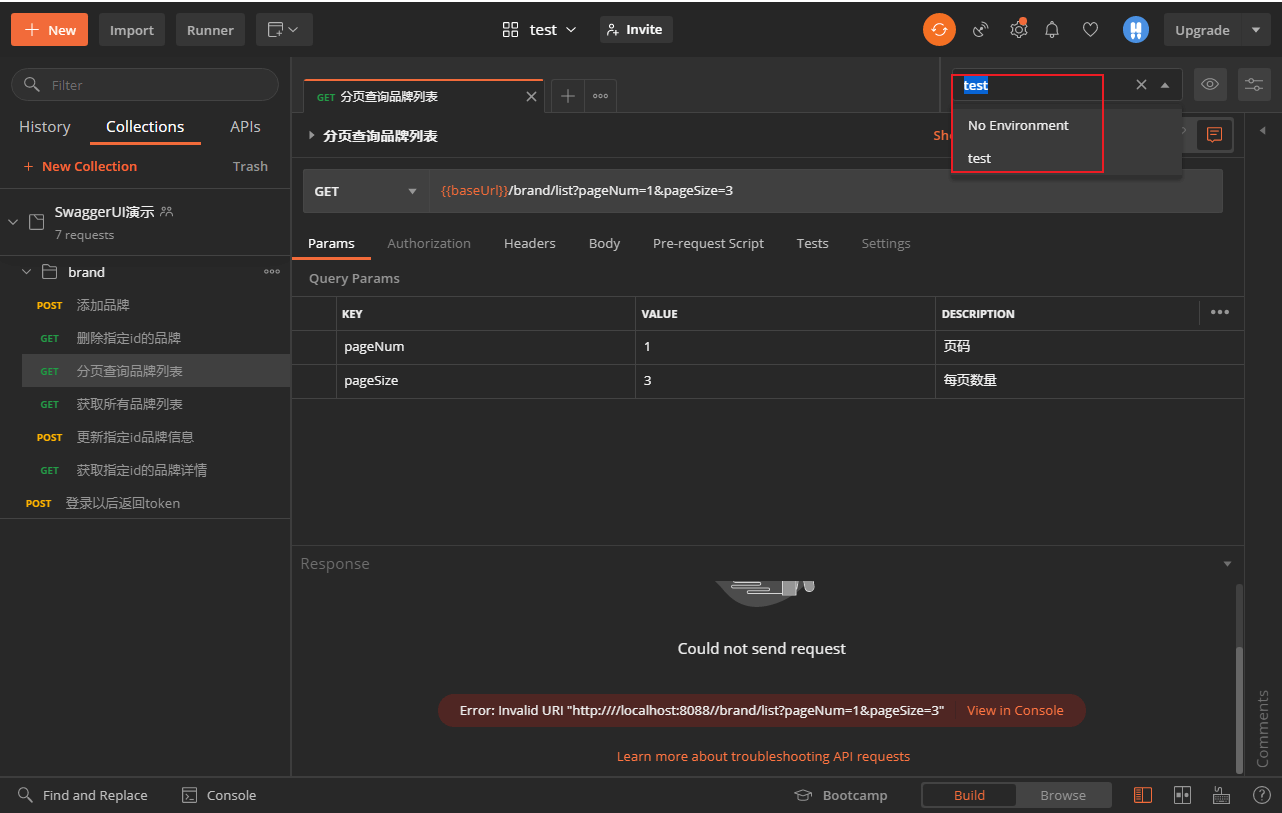 New
Import
Runner
test
Invite
Upgrade
Filter
GET 分页查询品牌列表
test
History
Collections
APIs
No Environment
分页查询品牌列表
test
New Collection
Trash
GET
{{baseUrl}}/brand/list?pageNum=1&pageSize=3
SwaggerUI演示
7 requests
Params
Authorization
Headers
Body
Pre-request Script
Tests
Settings
brand
Query Params
POST 添加品牌
KEY
VALUE
DESCRIPTION
GET 删除指定id的品牌
pageNum
1
页码
GET 分页查询品牌列表
pageSize
3
每页数量
GET 获取所有品牌列表
POST 更新指定id品牌信息
GET 获取指定id的品牌详情
POST 登录以后返回token
Response
Could not send request
Error: Invalid URI "http:////localhost:8088//brand/list?pageNum=1&pageSize=3"
View in Console
Learn more about troubleshooting API requests
Comments
Find and Replace
Console
Bootcamp
Build
Browse